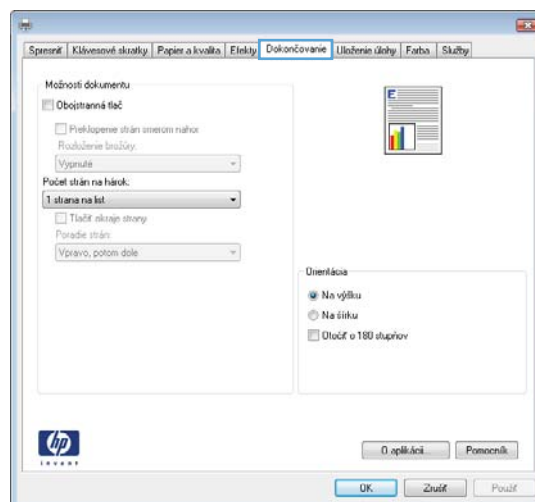 Spresniť Klávesové skratky Papier a kvalita Efekty Dokončovanie Uloženie úlohy Farba Služby
Možnosti dokumentu
Obojstranná tlač
Preklopenie strán smerom nahor
Rozloženie brožúry:
Vypnuté
Počet strán na hárok:
1 strana na list
Tlačiť okraje strany
Poradie strán:
Vpravo, potom dole
E
Orientácia
Na výšku
Na šírku
Otočiť o 180 stupňov
hp
invent
O aplikácii... Pomocník
OK Zrušiť Použiť